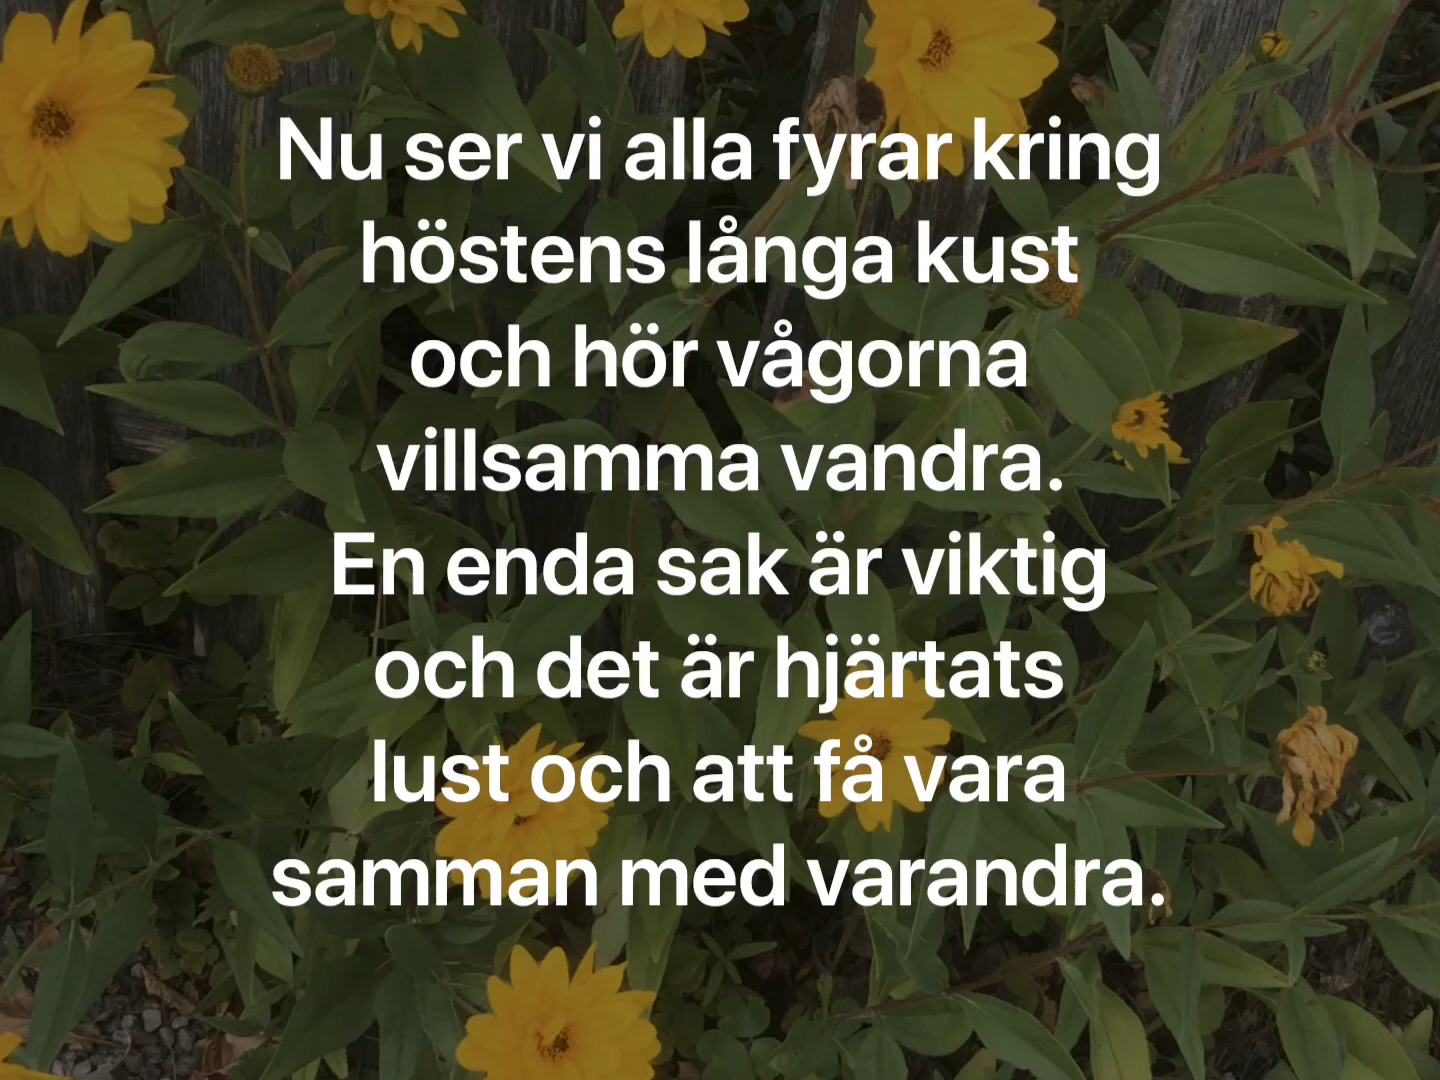 Nu ser vi alla fyrar kring
höstens långa kust
och hör vågorna
villsamma vandra.
En enda sak är viktig
och det är hjärtats
lust och att få vara
samman med varandra.